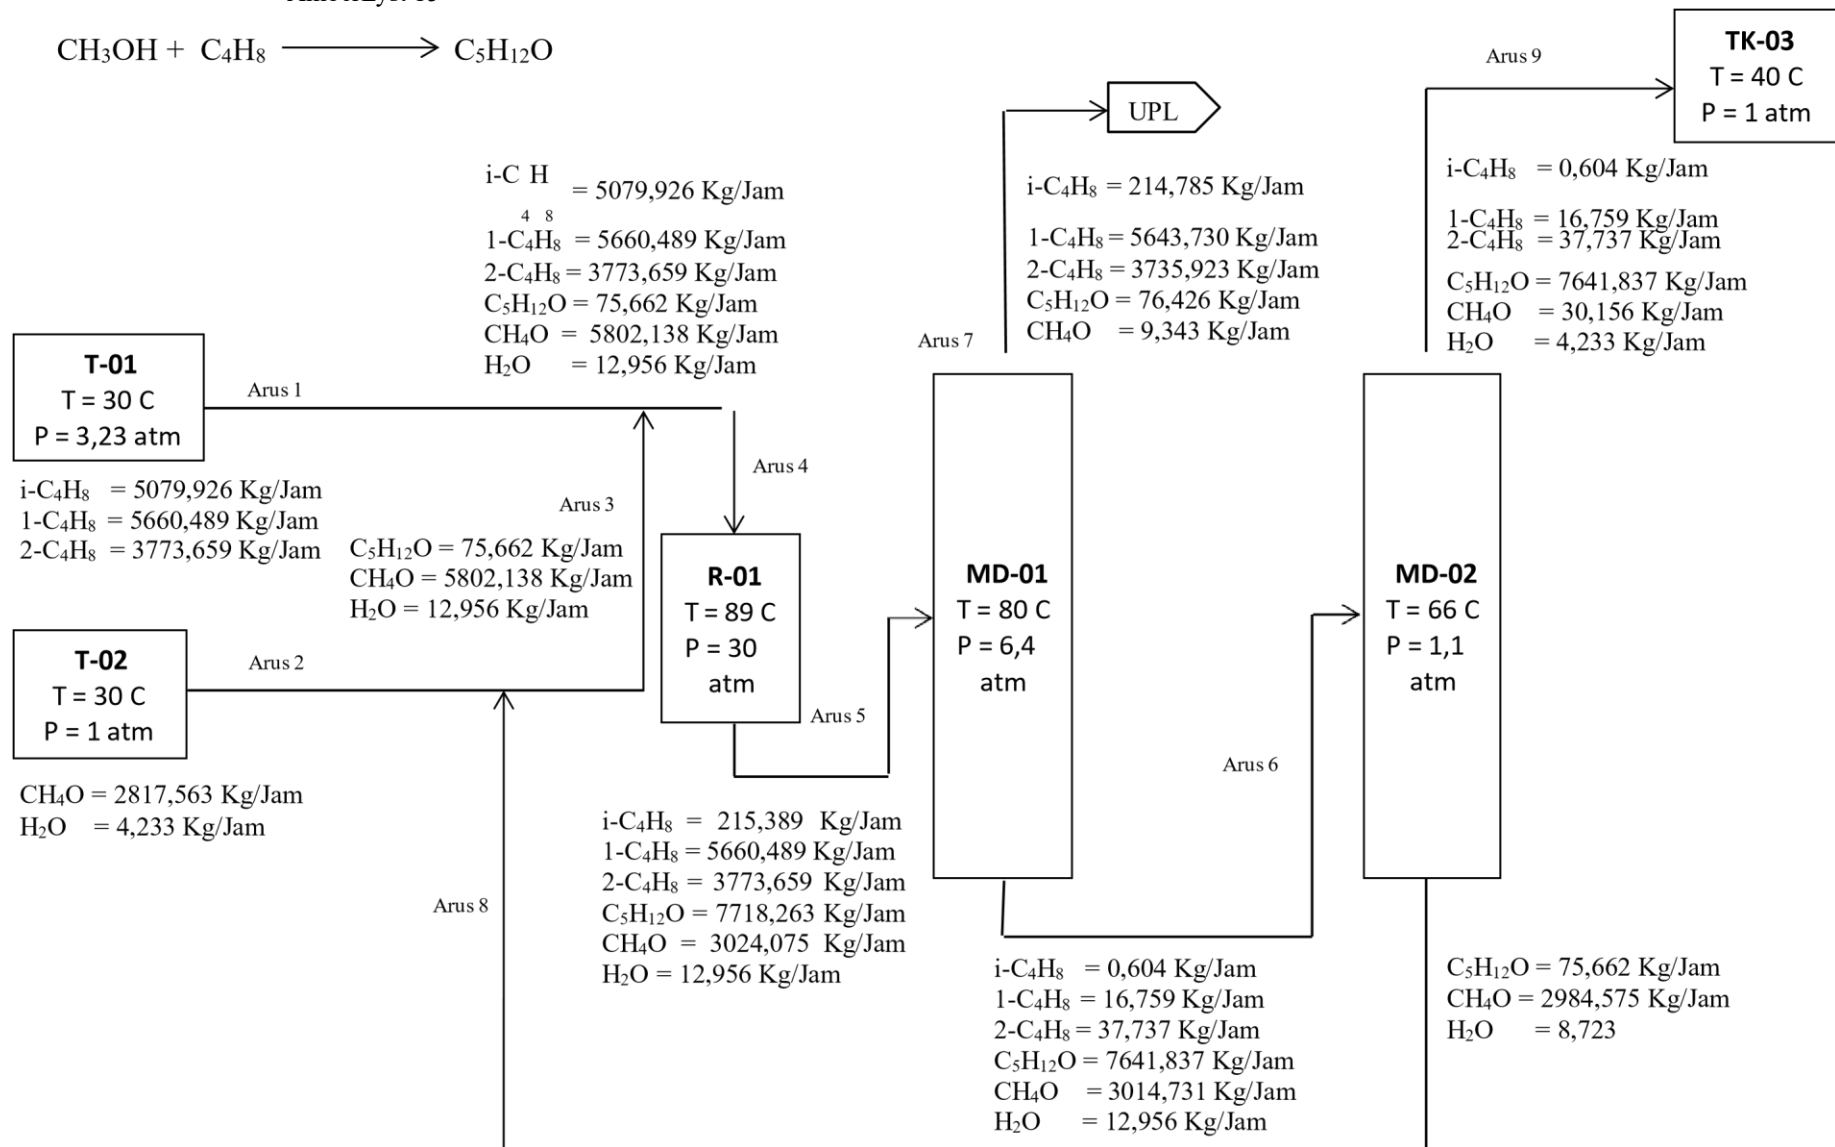 CH₃OH + C₄H₈ ⟶ C₅H₁₂O
Arus 9
TK-03
T = 40 C
P = 1 atm
UPL
i-C H
4 8
= 5079,926 Kg/Jam
1-C₄H₈ = 5660,489 Kg/Jam
2-C₄H₈ = 3773,659 Kg/Jam
C₅H₁₂O = 75,662 Kg/Jam
CH₄O = 5802,138 Kg/Jam
H₂O = 12,956 Kg/Jam
i-C₄H₈ = 214,785 Kg/Jam
1-C₄H₈ = 5643,730 Kg/Jam
2-C₄H₈ = 3735,923 Kg/Jam
C₅H₁₂O = 76,426 Kg/Jam
CH₄O = 9,343 Kg/Jam
i-C₄H₈ = 0,604 Kg/Jam
1-C₄H₈ = 16,759 Kg/Jam
2-C₄H₈ = 37,737 Kg/Jam
C₅H₁₂O = 7641,837 Kg/Jam
CH₄O = 30,156 Kg/Jam
H₂O = 4,233 Kg/Jam
Arus 7
T-01
T = 30 C
P = 3,23 atm
Arus 1
i-C₄H₈ = 5079,926 Kg/Jam
1-C₄H₈ = 5660,489 Kg/Jam
2-C₄H₈ = 3773,659 Kg/Jam
Arus 4
Arus 3
C₅H₁₂O = 75,662 Kg/Jam
CH₄O = 5802,138 Kg/Jam
H₂O = 12,956 Kg/Jam
R-01
T = 89 C
P = 30
atm
MD-01
T = 80 C
P = 6,4
atm
MD-02
T = 66 C
P = 1,1
atm
T-02
T = 30 C
P = 1 atm
Arus 2
Arus 5
Arus 6
CH₄O = 2817,563 Kg/Jam
H₂O = 4,233 Kg/Jam
Arus 8
i-C₄H₈ = 215,389 Kg/Jam
1-C₄H₈ = 5660,489 Kg/Jam
2-C₄H₈ = 3773,659 Kg/Jam
C₅H₁₂O = 7718,263 Kg/Jam
CH₄O = 3024,075 Kg/Jam
H₂O = 12,956 Kg/Jam
i-C₄H₈ = 0,604 Kg/Jam
1-C₄H₈ = 16,759 Kg/Jam
2-C₄H₈ = 37,737 Kg/Jam
C₅H₁₂O = 7641,837 Kg/Jam
CH₄O = 3014,731 Kg/Jam
H₂O = 12,956 Kg/Jam
C₅H₁₂O = 75,662 Kg/Jam
CH₄O = 2984,575 Kg/Jam
H₂O = 8,723